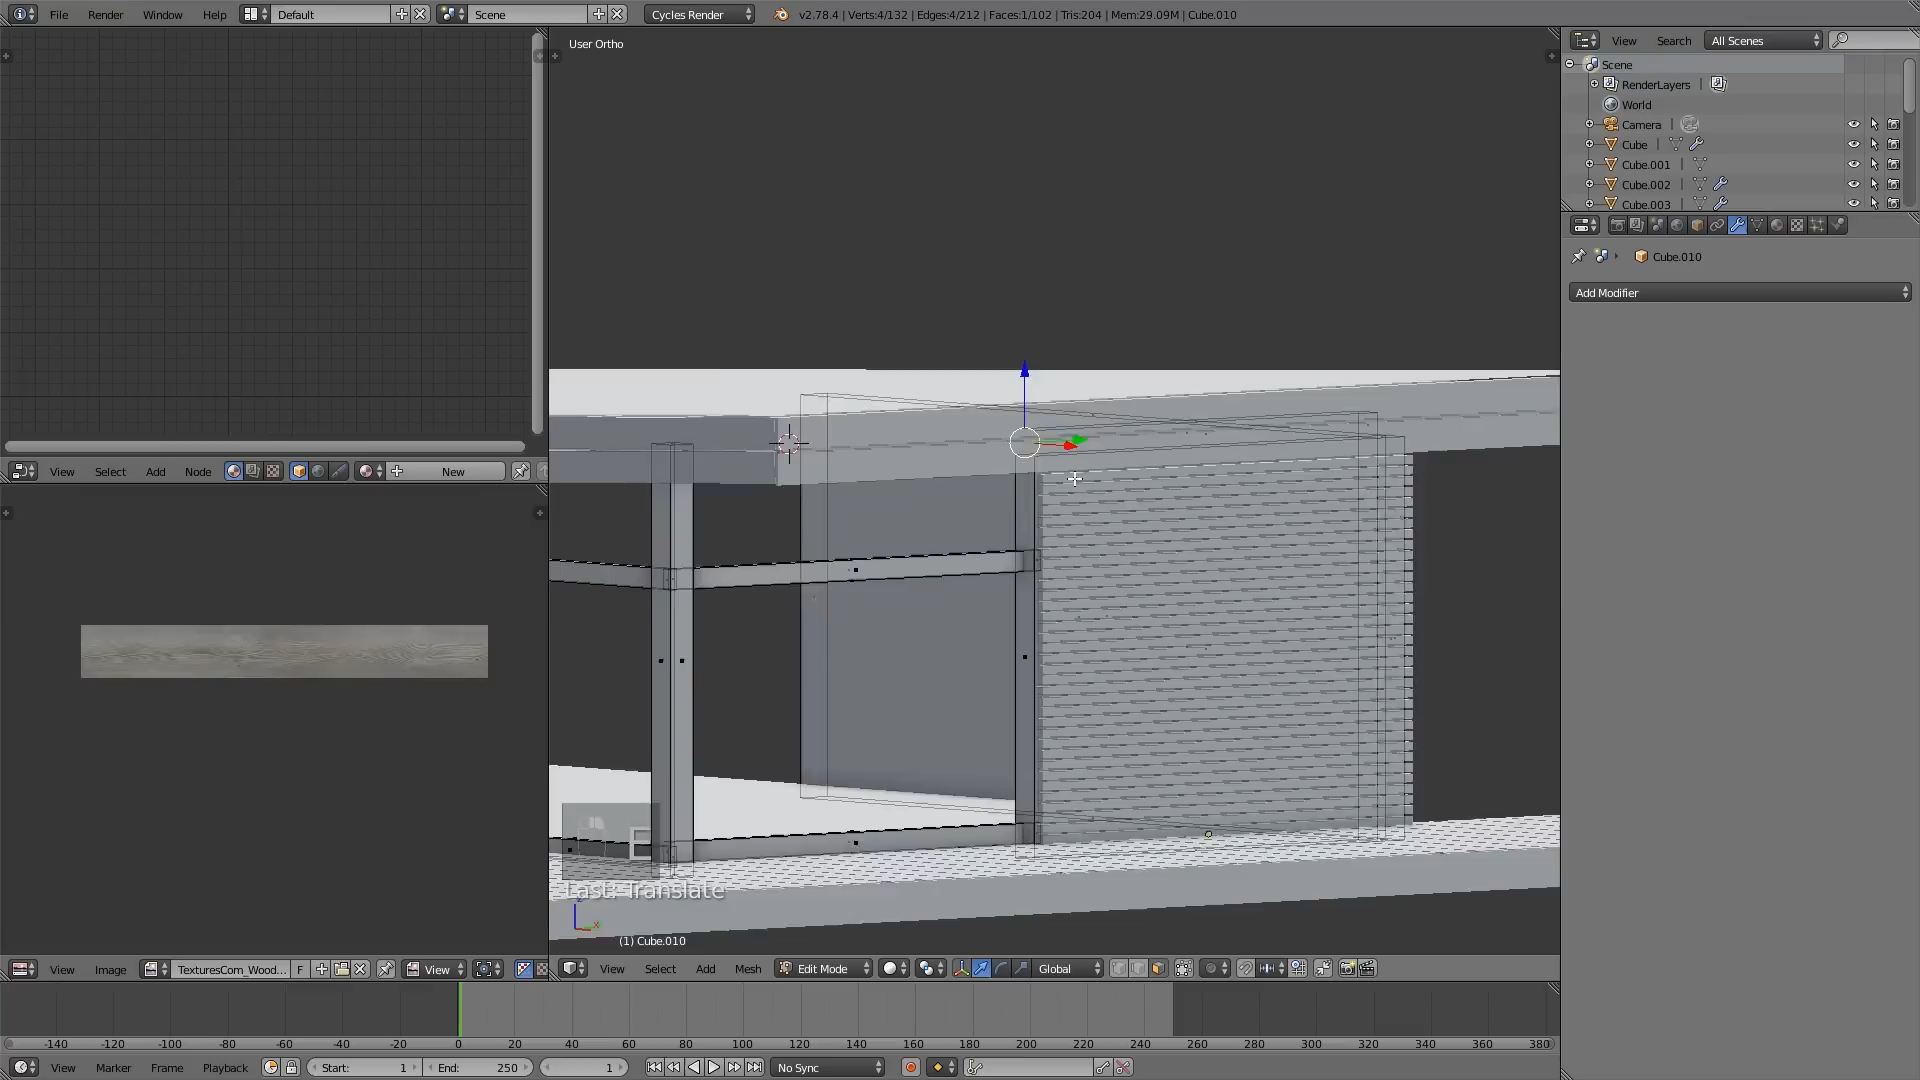 File Render Window Help Default Scene Cycles Render v2.78.4 | Verts:4/132 | Edges:4/212 | Faces:1/102 | Tris:204 | Mem:29.09M | Cube.010
User Ortho
View Search All Scenes
Scene
RenderLayers
World
Camera
Cube
Cube.001
Cube.002
Cube.003
Cube.010
Add Modifier
View Select Add Node New
Last: Translate
z
x
(1) Cube.010
View Image TexturesCom_Wood... F View
View Select Add Mesh Edit Mode Global
-140 -120 -100 -80 -60 -40 -20 0 20 40 60 80 100 120 140 160 180 200 220 240 260 280 300 320 340 360 380
View Marker Frame Playback Start: 1 End: 250 1 No Sync